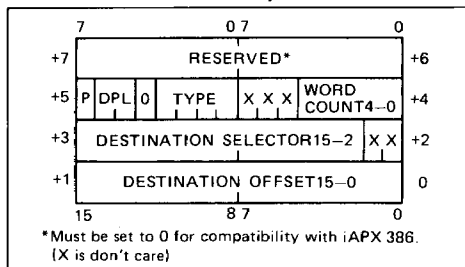 7 0 7 0
+7 RESERVED* +6
+5 P DPL 0 TYPE X X X WORD COUNT4–0 +4
+3 DESTINATION SELECTOR15–2 X X +2
+1 DESTINATION OFFSET15–0 0
15 8 7 0
*Must be set to 0 for compatibility with iAPX 386.
(X is don't care)